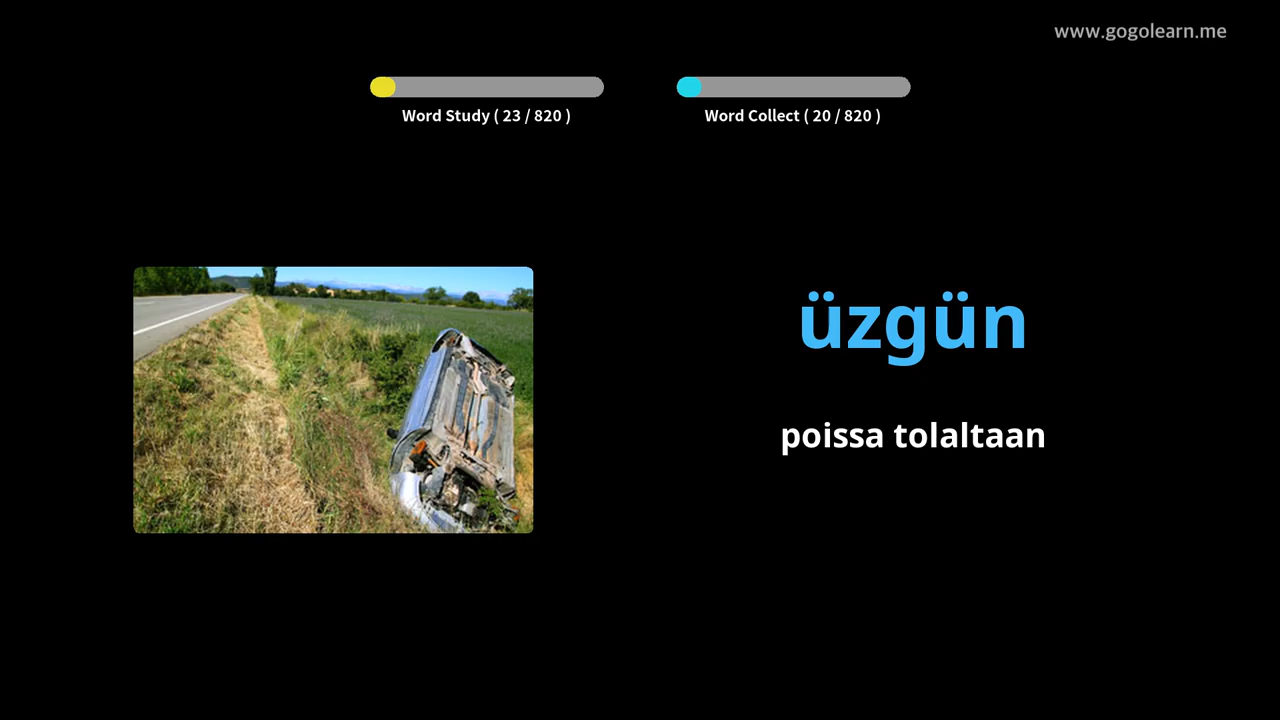 www.gogolearn.me
Word Study ( 23 / 820 )
Word Collect ( 20 / 820 )
üzgün
poissa tolaltaan